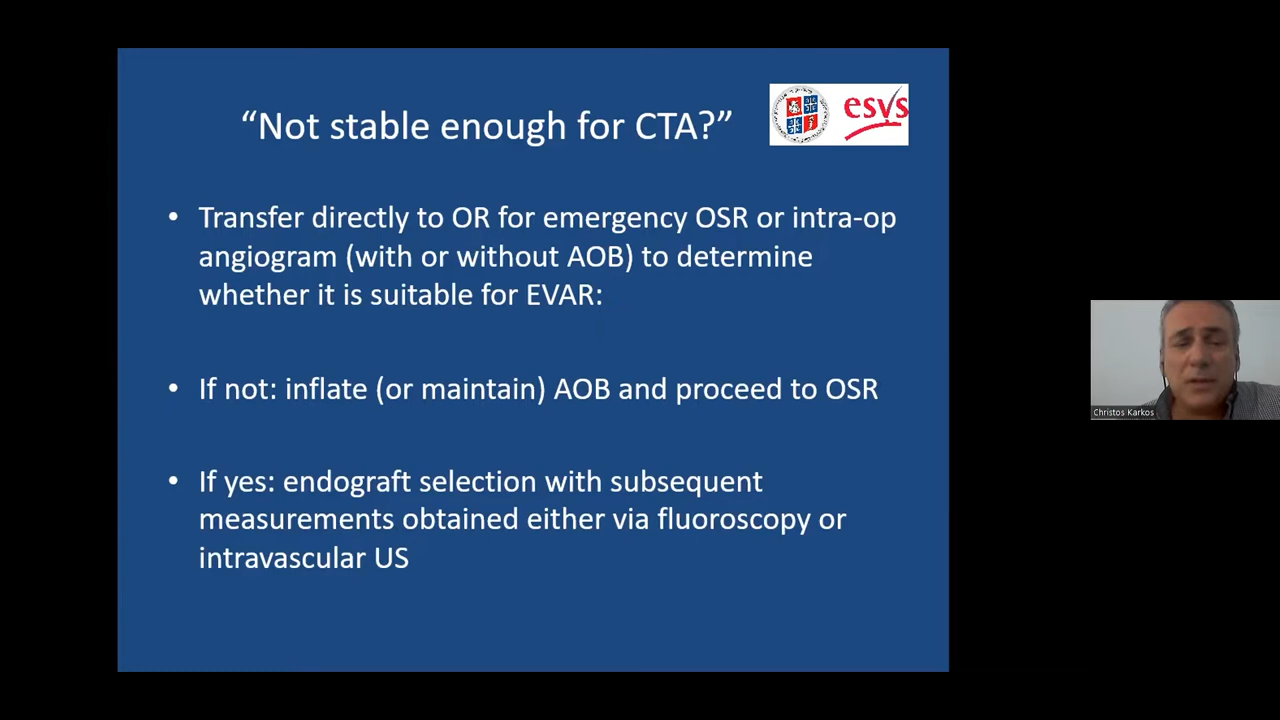 “Not stable enough for CTA?”
esvs
• Transfer directly to OR for emergency OSR or intra-op
angiogram (with or without AOB) to determine
whether it is suitable for EVAR:
• If not: inflate (or maintain) AOB and proceed to OSR
• If yes: endograft selection with subsequent
measurements obtained either via fluoroscopy or
intravascular US
Christos Karkos